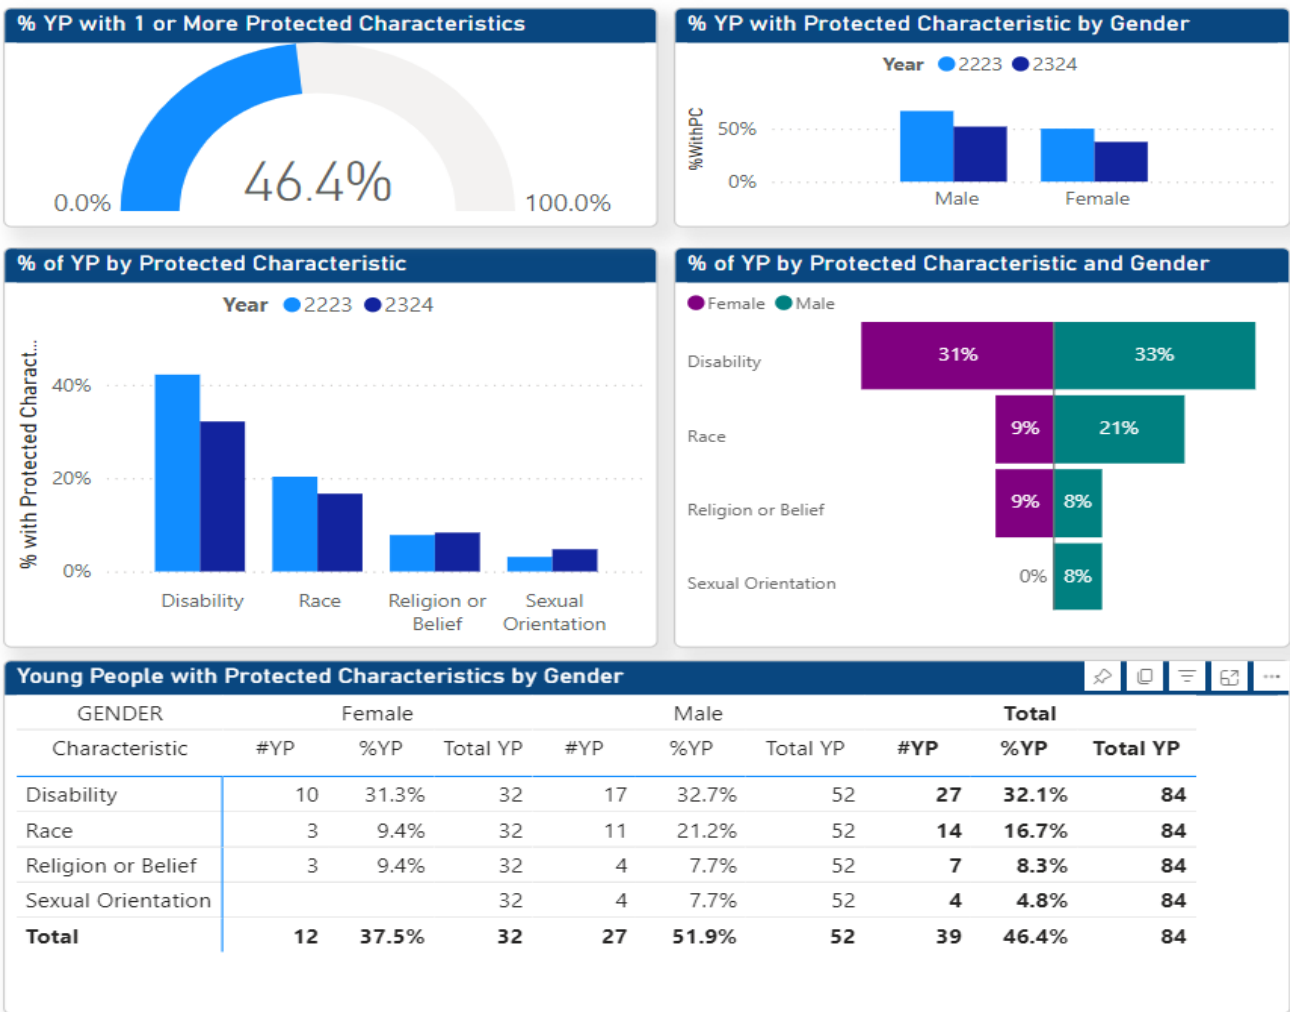 % YP with 1 or More Protected Characteristics
46.4%
0.0%
100.0%
% YP with Protected Characteristic by Gender
Year 2223 2324
%WithPC
50%
0%
Male
Female
% of YP by Protected Characteristic
Year 2223 2324
% with Protected Charact...
40%
20%
0%
Disability
Race
Religion or
Belief
Sexual
Orientation
% of YP by Protected Characteristic and Gender
Female Male
Disability 31% 33%
Race 9% 21%
Religion or Belief 9% 8%
Sexual Orientation 0% 8%
Young People with Protected Characteristics by Gender
GENDER Female Male Total
Characteristic #YP %YP Total YP #YP %YP Total YP #YP %YP Total YP
Disability 10 31.3% 32 17 32.7% 52 27 32.1% 84
Race 3 9.4% 32 11 21.2% 52 14 16.7% 84
Religion or Belief 3 9.4% 32 4 7.7% 52 7 8.3% 84
Sexual Orientation 32 4 7.7% 52 4 4.8% 84
Total 12 37.5% 32 27 51.9% 52 39 46.4% 84